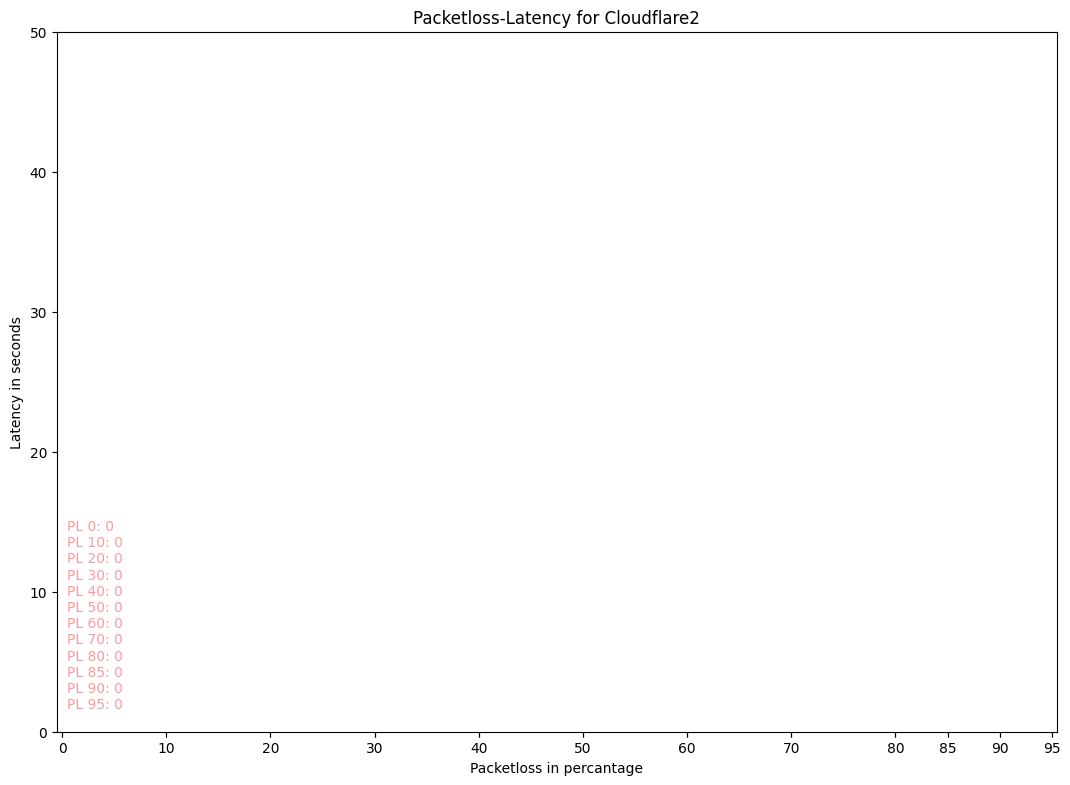 Packetloss-Latency for Cloudflare2
50
40
30
20
10
0
Latency in seconds
PL 0: 0
PL 10: 0
PL 20: 0
PL 30: 0
PL 40: 0
PL 50: 0
PL 60: 0
PL 70: 0
PL 80: 0
PL 85: 0
PL 90: 0
PL 95: 0
0 10 20 30 40 50 60 70 80 85 90 95
Packetloss in percantage